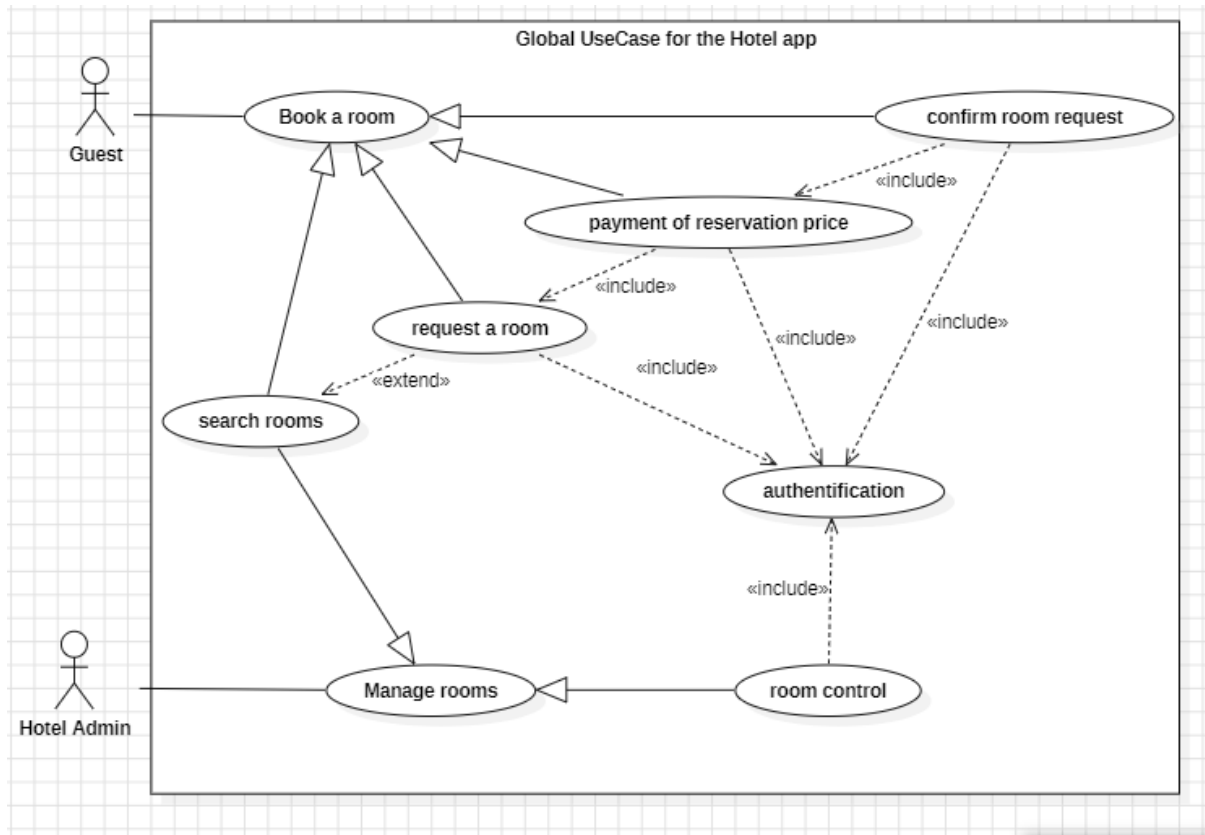 Global UseCase for the Hotel app
Guest
Book a room
confirm room request
«include»
payment of reservation price
«include»
request a room
«include»
«include»
«include»
«extend»
search rooms
authentification
«include»
Hotel Admin
Manage rooms
room control